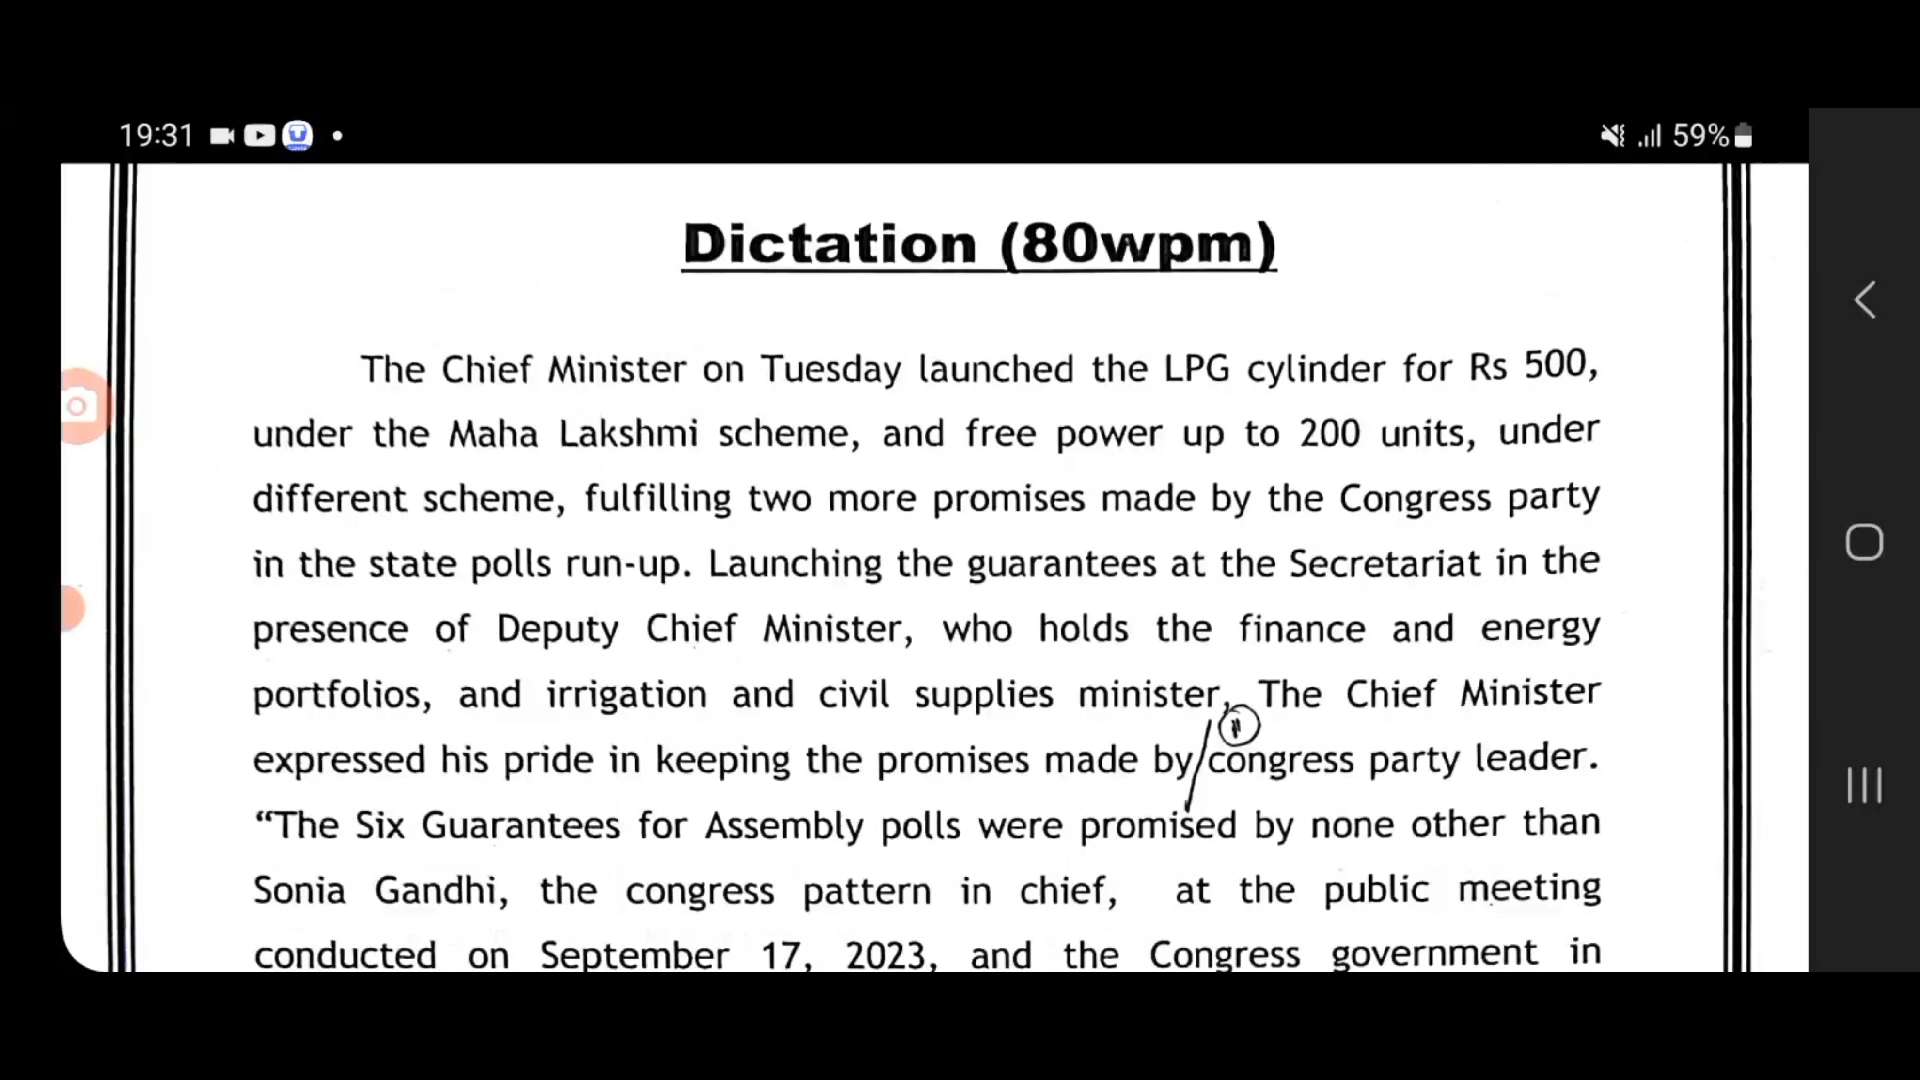 19:31
59%
Dictation (80wpm)
The Chief Minister on Tuesday launched the LPG cylinder for Rs 500,
under the Maha Lakshmi scheme, and free power up to 200 units, under
different scheme, fulfilling two more promises made by the Congress party
in the state polls run-up. Launching the guarantees at the Secretariat in the
presence of Deputy Chief Minister, who holds the finance and energy
portfolios, and irrigation and civil supplies minister, The Chief Minister
expressed his pride in keeping the promises made by/congress party leader.
“The Six Guarantees for Assembly polls were promised by none other than
Sonia Gandhi, the congress pattern in chief, at the public meeting
conducted on September 17, 2023, and the Congress government in